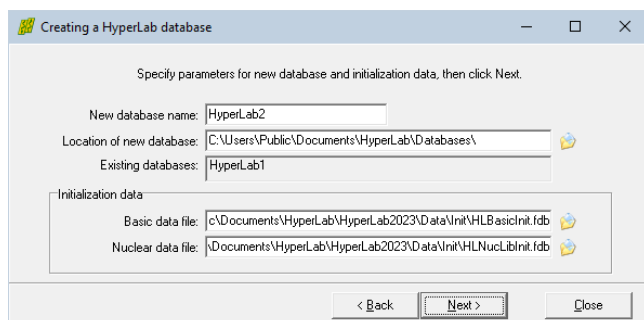 Creating a HyperLab database
Specify parameters for new database and initialization data, then click Next.
New database name: HyperLab2
Location of new database: C:\Users\Public\Documents\HyperLab\Databases\
Existing databases: HyperLab1
Initialization data
Basic data file: c\Documents\HyperLab\HyperLab2023\Data\Init\HLBasicInit.fdb
Nuclear data file: \Documents\HyperLab\HyperLab2023\Data\Init\HLNucLibInit.fdb
< Back Next > Close